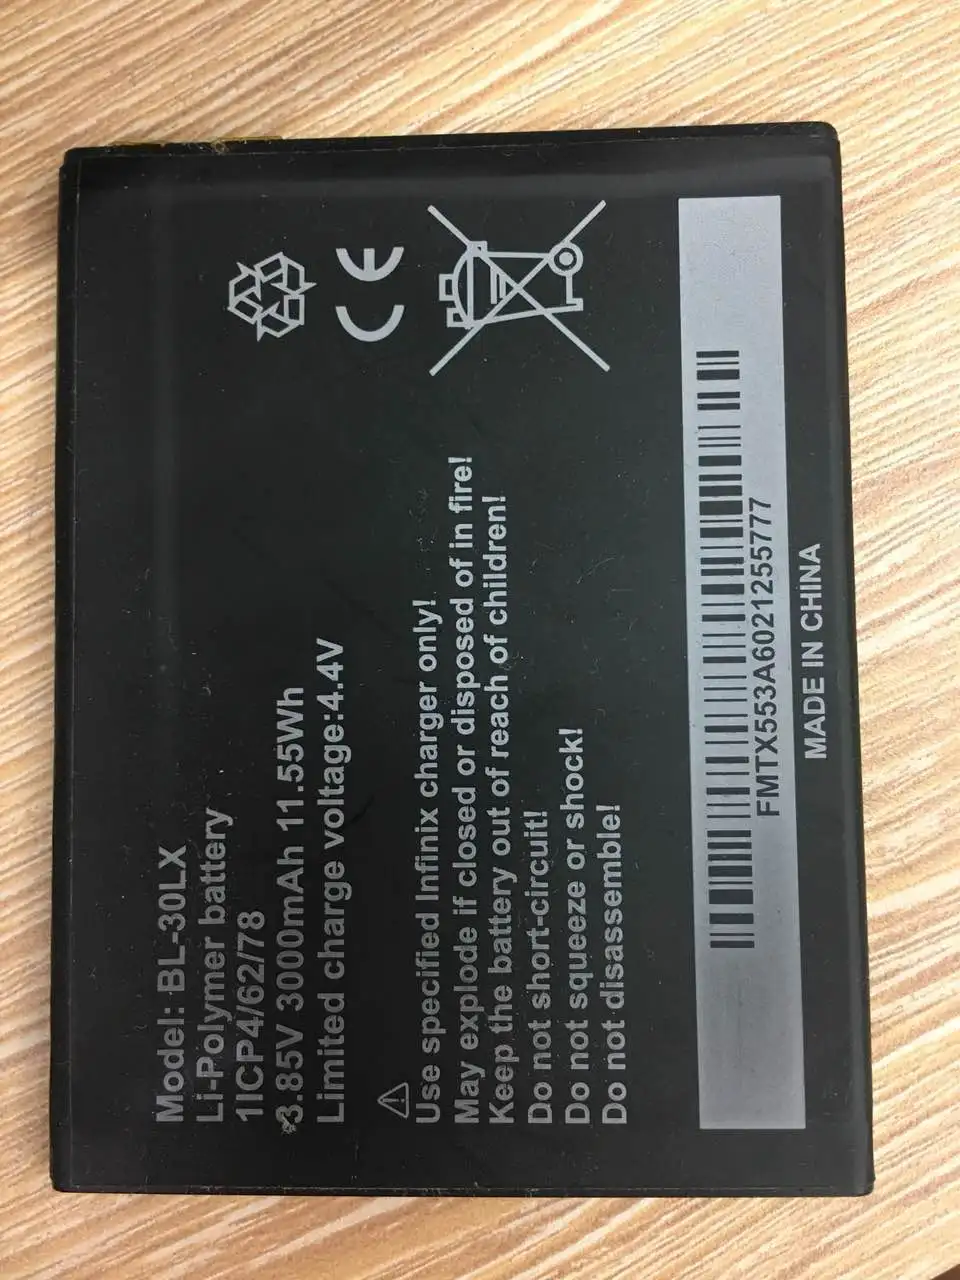 Model: BL-30LX
Li-Polymer battery
1ICP4/62/78
3.85V 3000mAh 11.55Wh
Limited charge voltage:4.4V
Use specified Infinix charger only!
May explode if closed or disposed of in fire!
Keep the battery out of reach of children!
Do not short-circuit!
Do not squeeze or shock!
Do not disassemble!
CE
FMTX553A6021255777
MADE IN CHINA